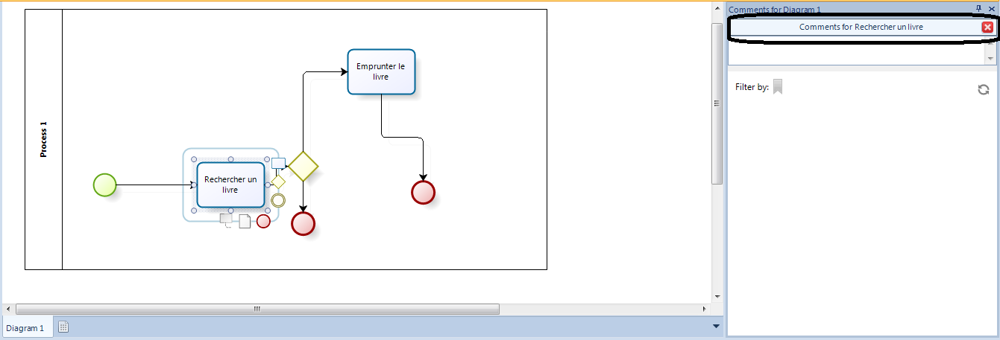 Process 1
Rechercher un
livre
Emprunter le
livre
Diagram 1
Comments for Diagram 1
Comments for Rechercher un livre
Filter by: